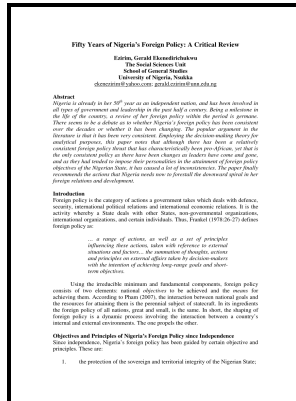 Fifty Years of Nigeria's Foreign Policy: A Critical Review
Ezirim, Gerald Ekenedirichukwu
The Social Sciences Unit
School of General Studies
University of Nigeria, Nsukka
ekenezirim@yahoo.com; gerald.ezirim@unn.edu.ng
Abstract
Nigeria is already in her 50th year as an independent nation, and has been involved in
all types of government and leadership in the past half a century. Being a milestone in
the life of the country, a review of her foreign policy within the period is germane.
There seems to be a debate as to whether Nigeria's foreign policy has been consistent
over the decades or whether it has been changing. The popular argument in the
literature is that it has been very consistent. Employing the decision-making theory for
analytical purposes, this paper notes that although there has been a relatively
consistent foreign policy thrust that has characteristically been pro-African, yet that is
the only consistent policy as there have been changes as leaders have come and gone,
and as they had tended to impose their personalities in the attainment of foreign policy
objectives of the Nigerian State, it has caused a lot of inconsistencies. The paper finally
recommends the actions that Nigeria needs now to forestall the downward spiral in her
foreign relations and development.
Introduction
Foreign policy is the category of actions a government takes which deals with defence,
security, international political relations and international economic relations. It is the
activity whereby a State deals with other States, non-governmental organizations,
international organizations, and certain individuals. Thus, Frankel (1978:26-27) defines
foreign policy as:
... a range of actions, as well as a set of principles
influencing these actions, taken with reference to external
situations and factors... the summation of thoughts, actions
and principles on external affairs taken by decision-makers
with the intention of achieving long-range goals and short-
term objectives.
Using the irreducible minimum and fundamental components, foreign policy
consists of two elements: national objectives to be achieved and the means for
achieving them. According to Pham (2007), the interaction between national goals and
the resources for attaining them is the perennial subject of statecraft. In its ingredients
the foreign policy of all nations, great and small, is the same. In short, the shaping of
foreign policy is a dynamic process involving the interaction between a country's
internal and external environments. The one propels the other.
Objectives and Principles of Nigeria's Foreign Policy since Independence
Since independence, Nigeria's foreign policy has been guided by certain objective and
principles. These are:
1. the protection of the sovereign and territorial integrity of the Nigerian State;